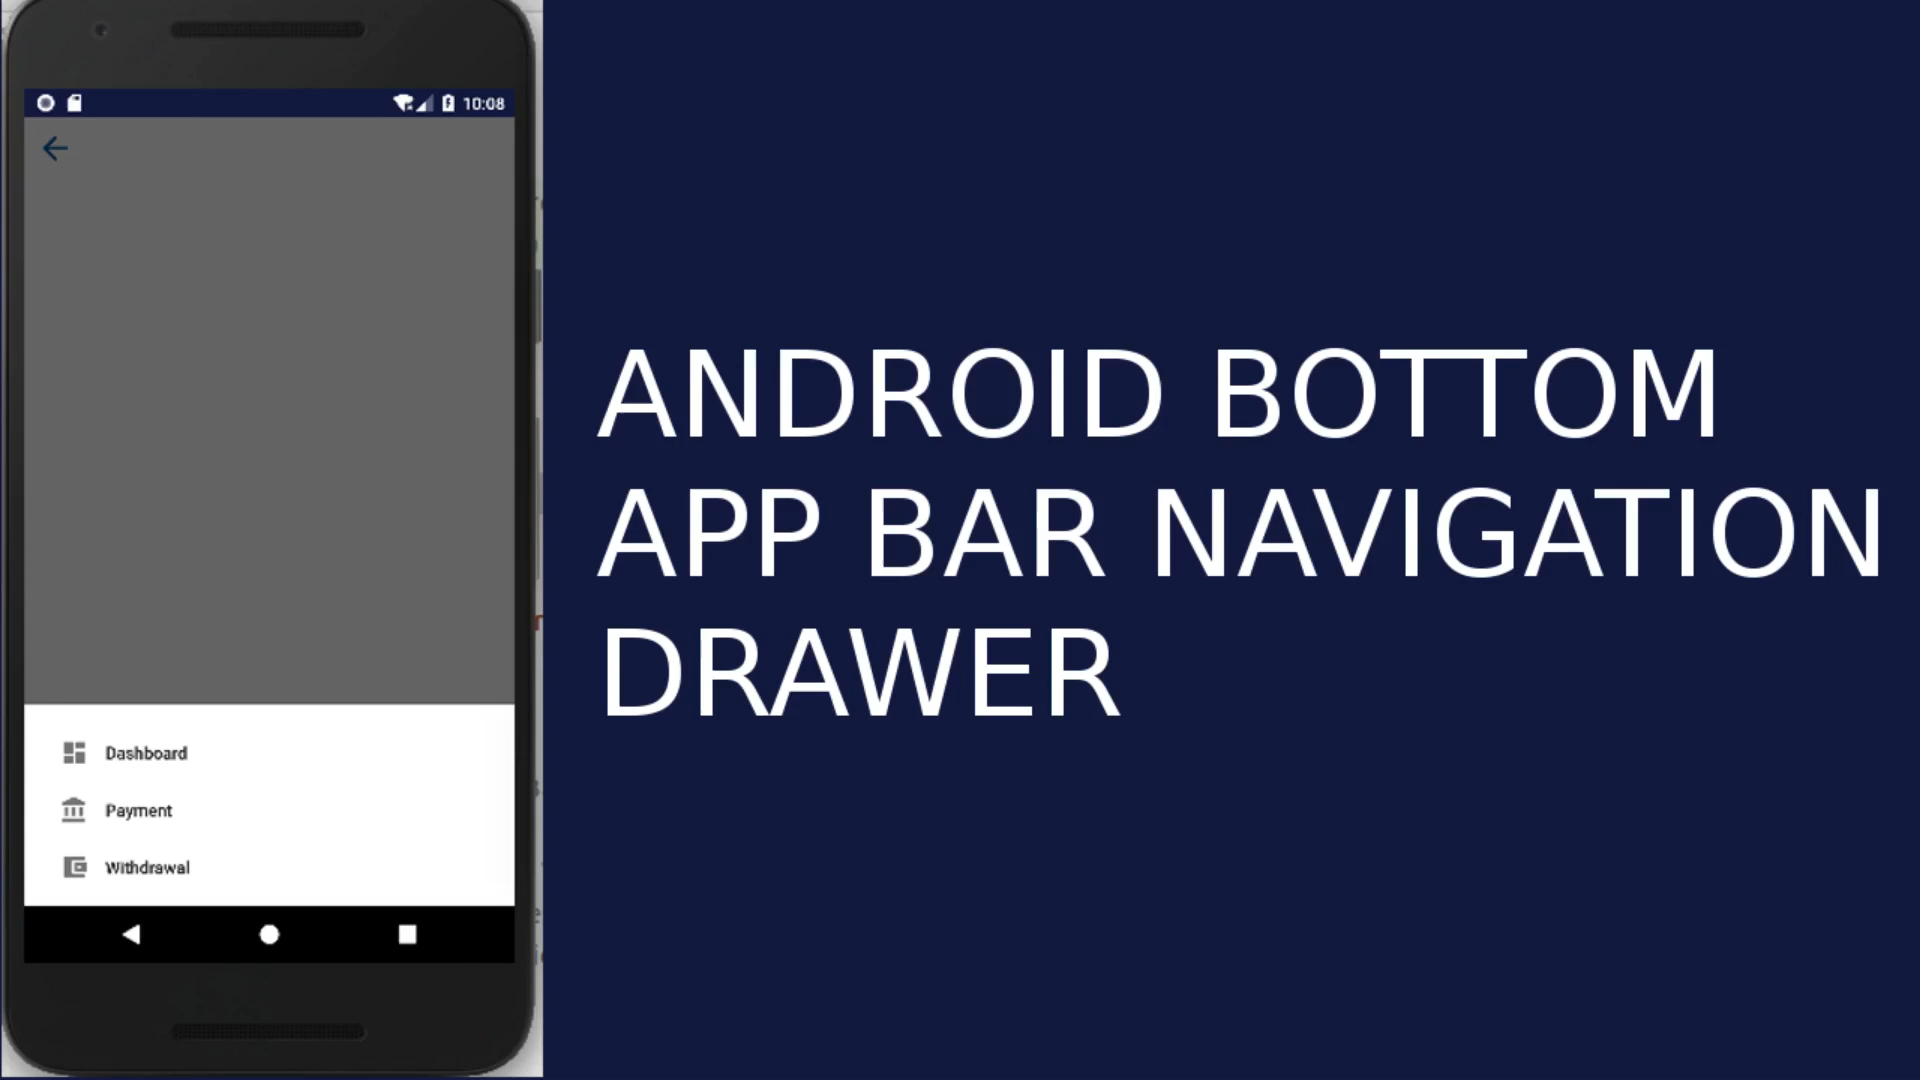 10:08
Dashboard
Payment
Withdrawal
ANDROID BOTTOM
APP BAR NAVIGATION
DRAWER